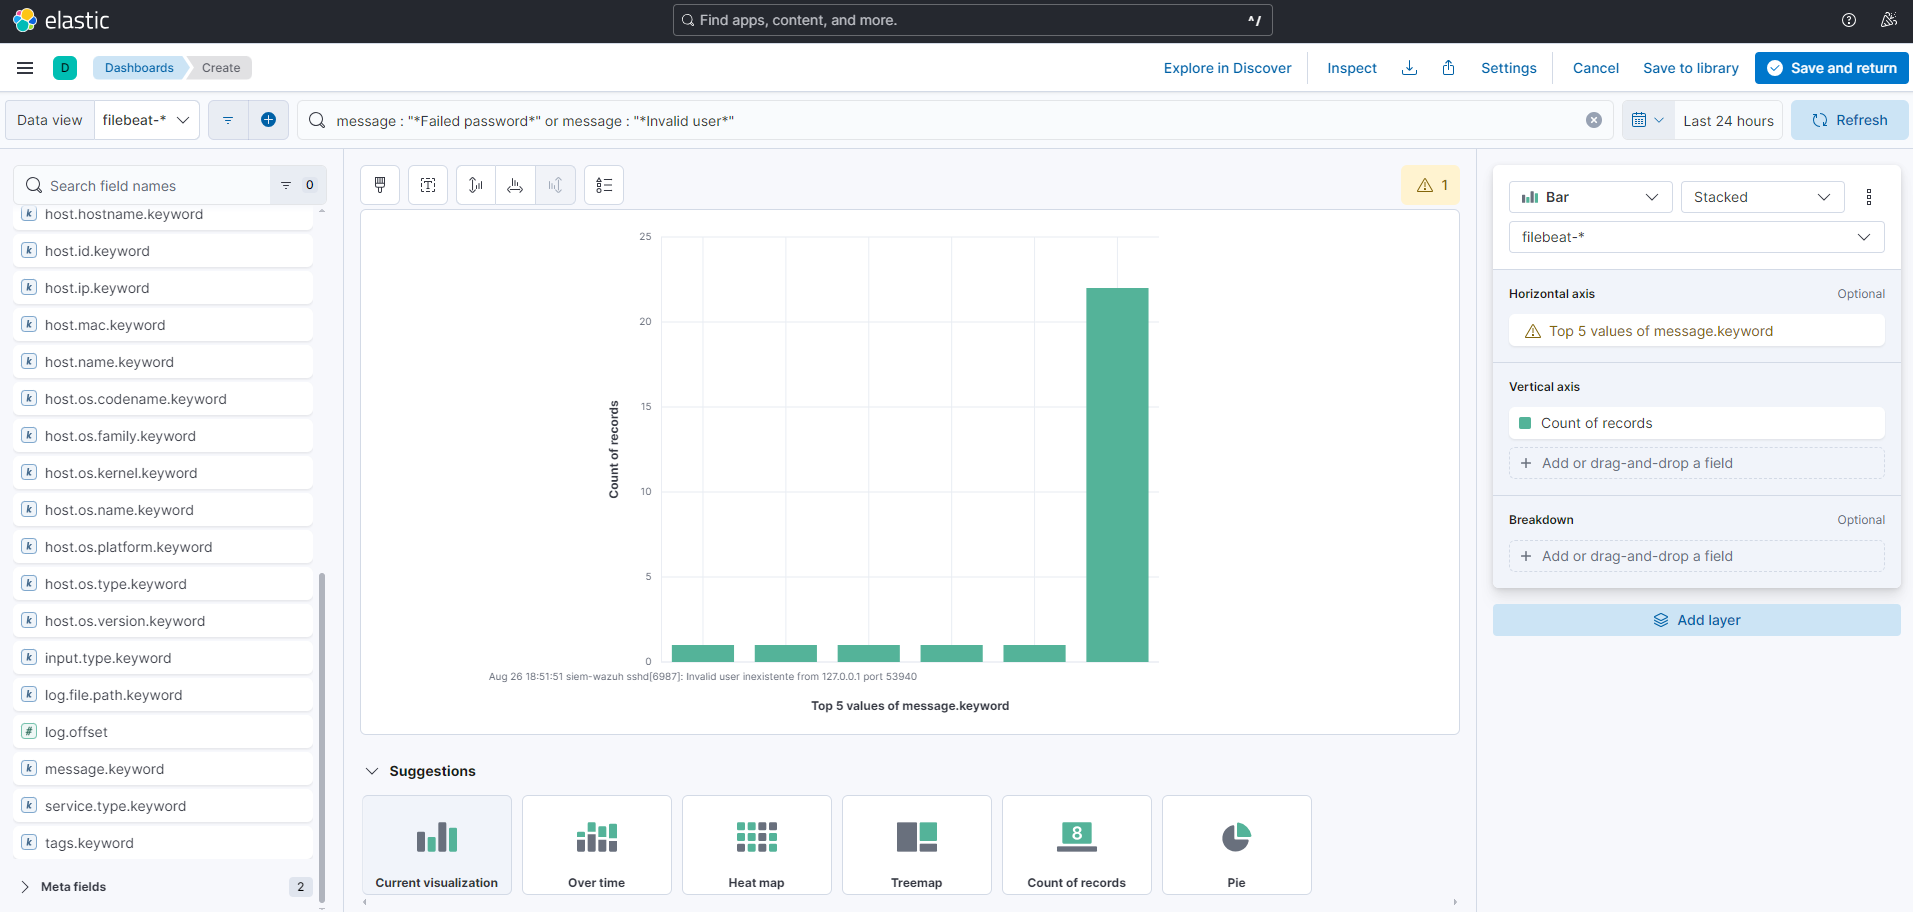 elastic
Find apps, content, and more.
^/
D
Dashboards
Create
Explore in Discover
Inspect
Settings
Cancel
Save to library
Save and return
Data view
filebeat-*
message : "*Failed password*" or message : "*Invalid user*"
Last 24 hours
Refresh
Search field names
0
k host.hostname.keyword
k host.id.keyword
k host.ip.keyword
k host.mac.keyword
k host.name.keyword
k host.os.codename.keyword
k host.os.family.keyword
k host.os.kernel.keyword
k host.os.name.keyword
k host.os.platform.keyword
k host.os.type.keyword
k host.os.version.keyword
k input.type.keyword
k log.file.path.keyword
# log.offset
k message.keyword
k service.type.keyword
k tags.keyword
Meta fields
2
1
25
20
15
10
5
0
Count of records
Aug 26 18:51:51 siem-wazuh sshd[6987]: Invalid user inexistente from 127.0.0.1 port 53940
Top 5 values of message.keyword
Suggestions
Current visualization
Over time
Heat map
Treemap
8
Count of records
Pie
Bar
Stacked
filebeat-*
Horizontal axis
Optional
Top 5 values of message.keyword
Vertical axis
Count of records
+ Add or drag-and-drop a field
Breakdown
Optional
+ Add or drag-and-drop a field
Add layer